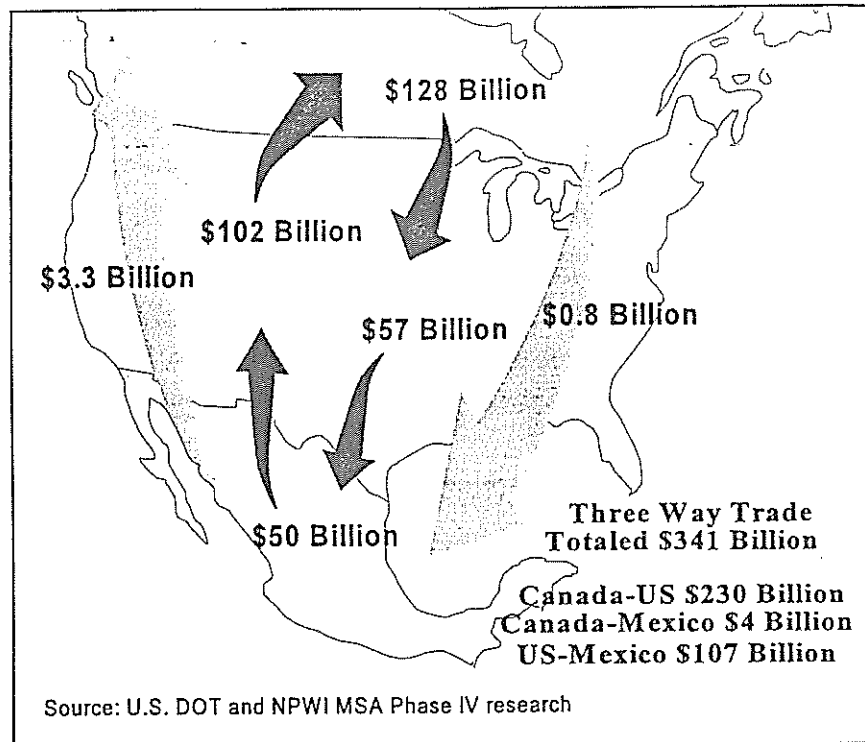 $128 Billion
$102 Billion
$3.3 Billion
$57 Billion
$0.8 Billion
$50 Billion
Three Way Trade
Totaled $341 Billion
Canada-US $230 Billion
Canada-Mexico $4 Billion
US-Mexico $107 Billion
Source: U.S. DOT and NPWI MSA Phase IV research